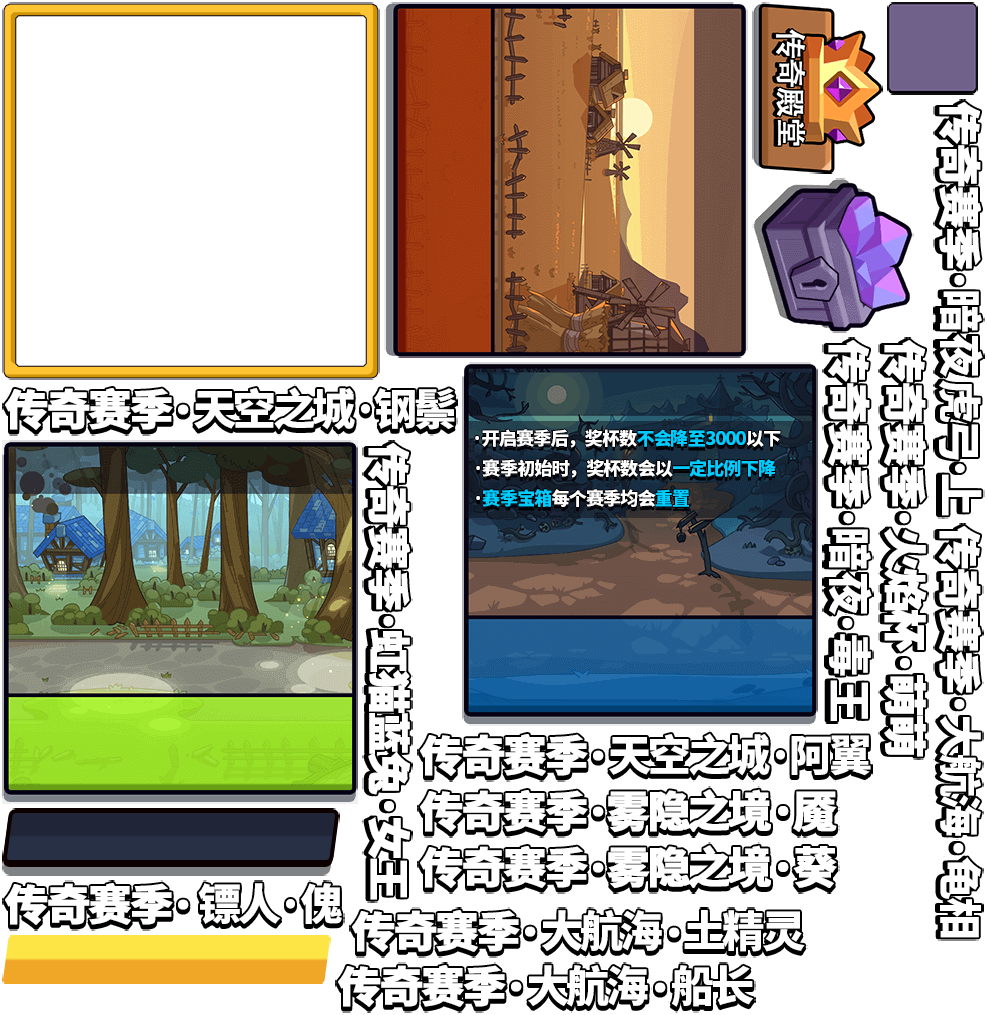 传奇殿堂
传奇赛季·暗夜虎弓·上
传奇赛季·天空之城·钢鬃
传奇赛季·暗夜·毒王
传奇赛季·火焰杯·萌萌
·开启赛季后，奖杯数不会降至3000以下
·赛季初始时，奖杯数会以一定比例下降
·赛季宝箱每个赛季均会重置
传奇赛季·虹猫蓝兔·女王
传奇赛季·大航海·龟相
传奇赛季·天空之城·阿翼
传奇赛季·雾隐之境·魇
传奇赛季·雾隐之境·葵
传奇赛季·镖人·傀
传奇赛季·大航海·土精灵
传奇赛季·大航海·船长